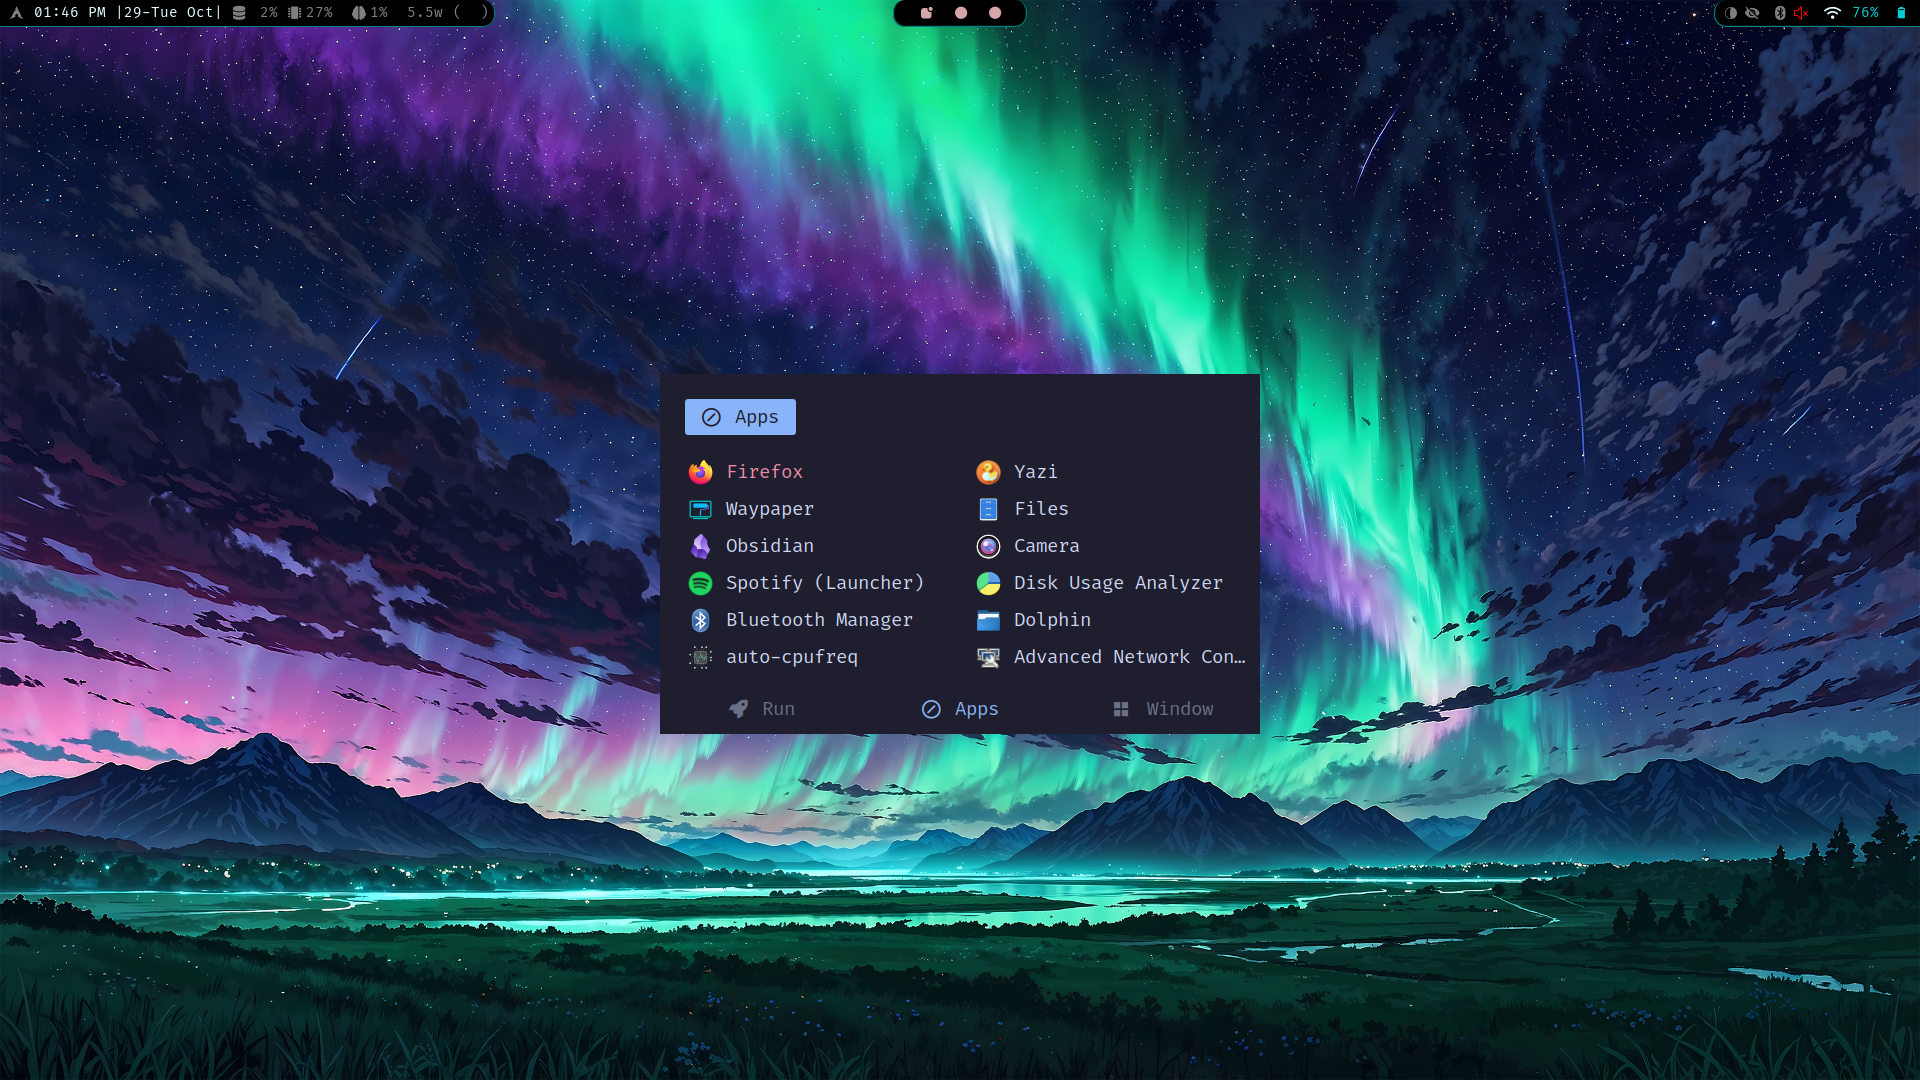 01:46 PM |29-Tue Oct| 2% 27% 1% 5.5w ( )
76%
Apps
Firefox
Yazi
Waypaper
Files
Obsidian
Camera
Spotify (Launcher)
Disk Usage Analyzer
Bluetooth Manager
Dolphin
auto-cpufreq
Advanced Network Con…
Run
Apps
Window